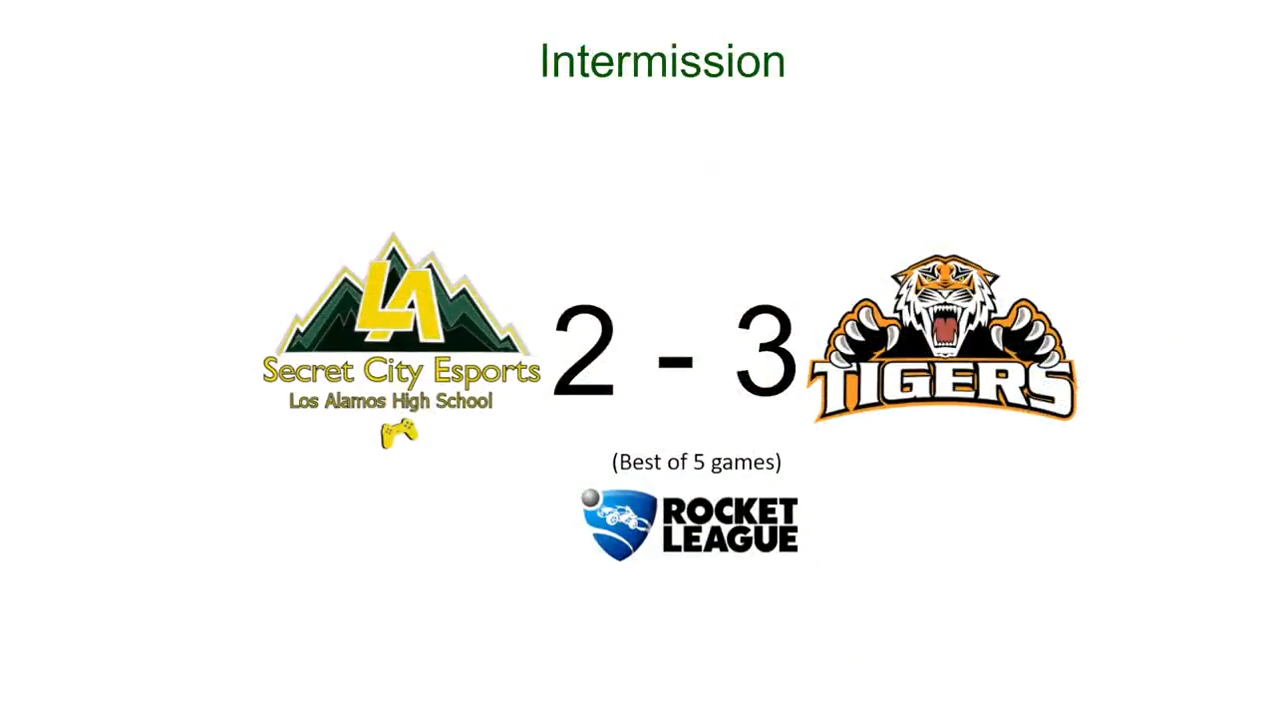 Intermission
LA
Secret City Esports
Los Alamos High School
2 - 3
TIGERS
(Best of 5 games)
ROCKET
LEAGUE